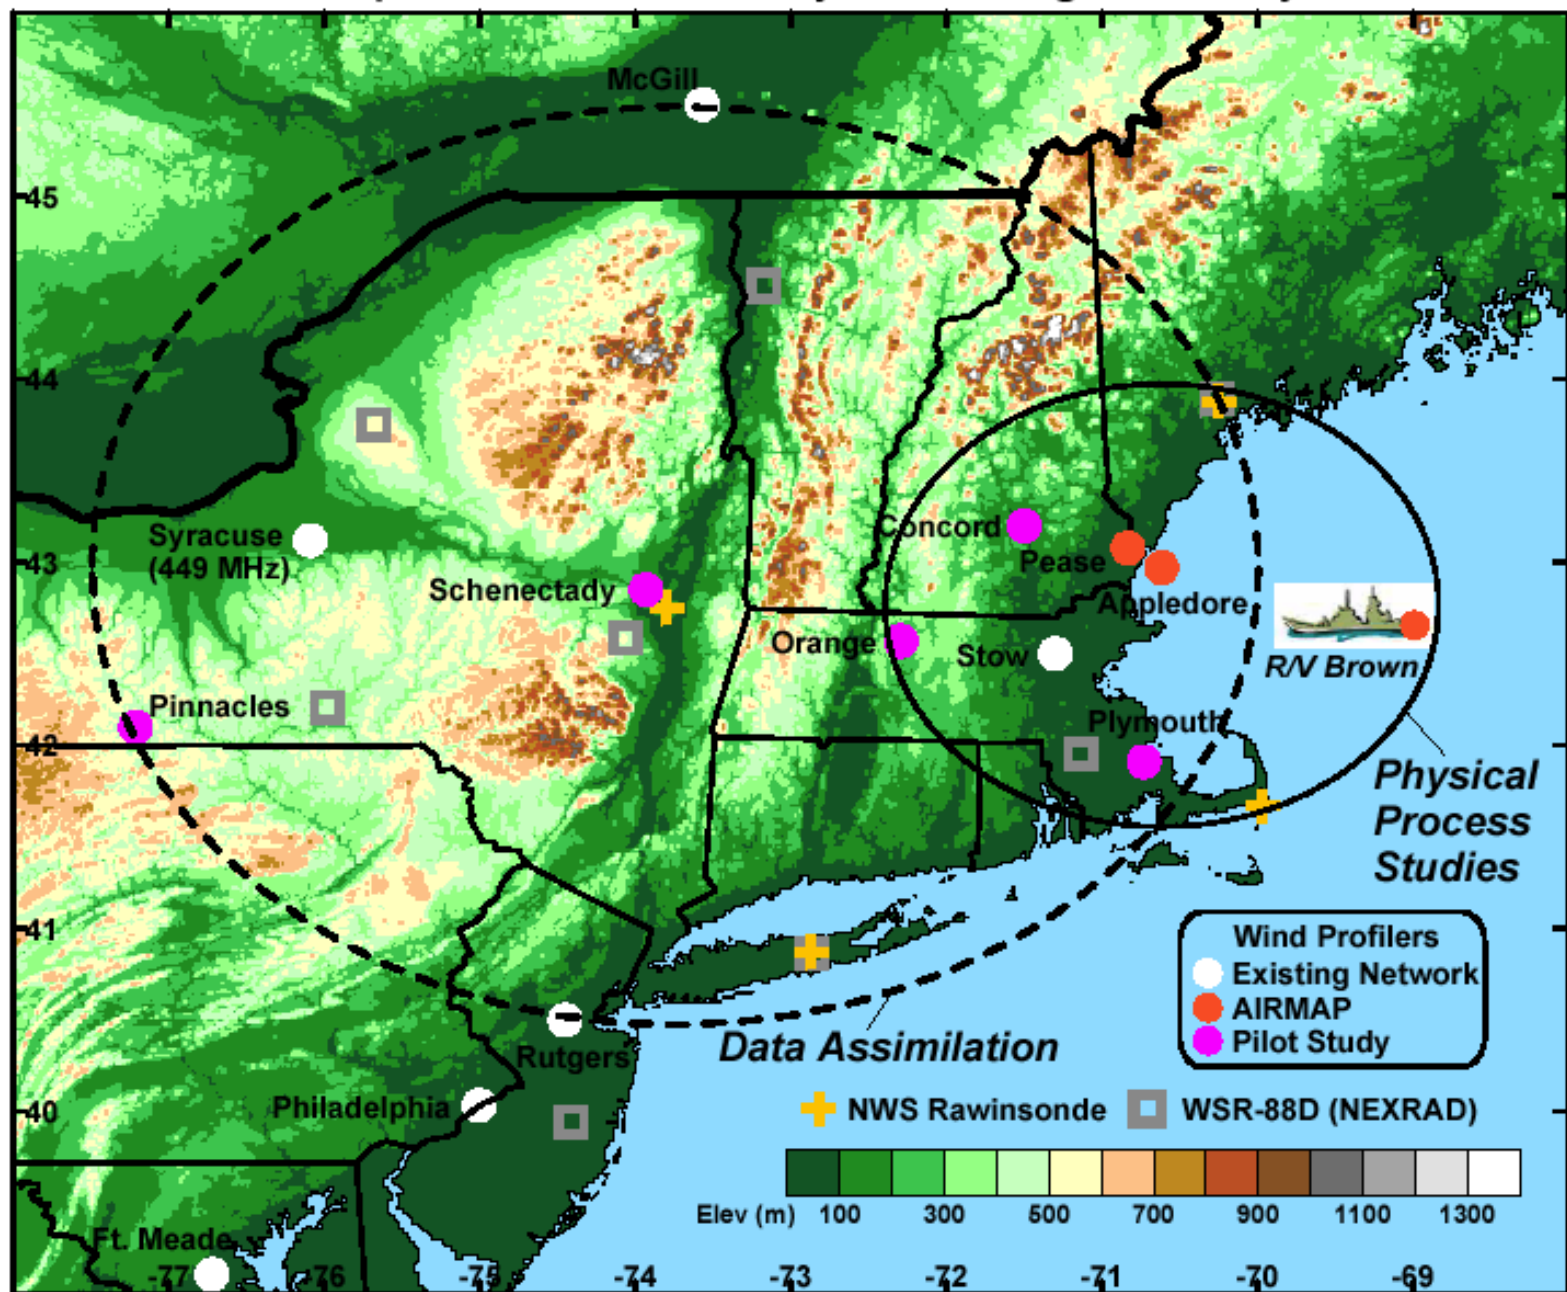 McGill
45
44
Syracuse
(449 MHz)
43
Concord
Pease
Schenectady
Appledore
Orange
Stow
R/V Brown
Pinnacles
Plymouth
42
Physical
Process
Studies
41
Wind Profilers
Existing Network
AIRMAP
Pilot Study
Data Assimilation
Rutgers
Philadelphia
40
NWS Rawinsonde
WSR-88D (NEXRAD)
Elev (m) 100 300 500 700 900 1100 1300
Ft. Meade
-77 -76 -75 -74 -73 -72 -71 -70 -69